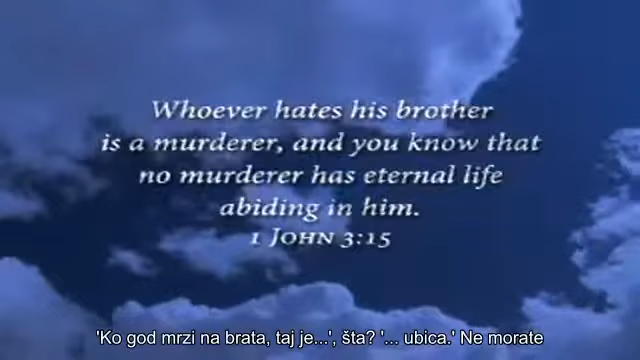 Whoever hates his brother
is a murderer, and you know that
no murderer has eternal life
abiding in him.
1 John 3:15
'Ko god mrzi na brata, taj je...', šta? '... ubica.' Ne morate